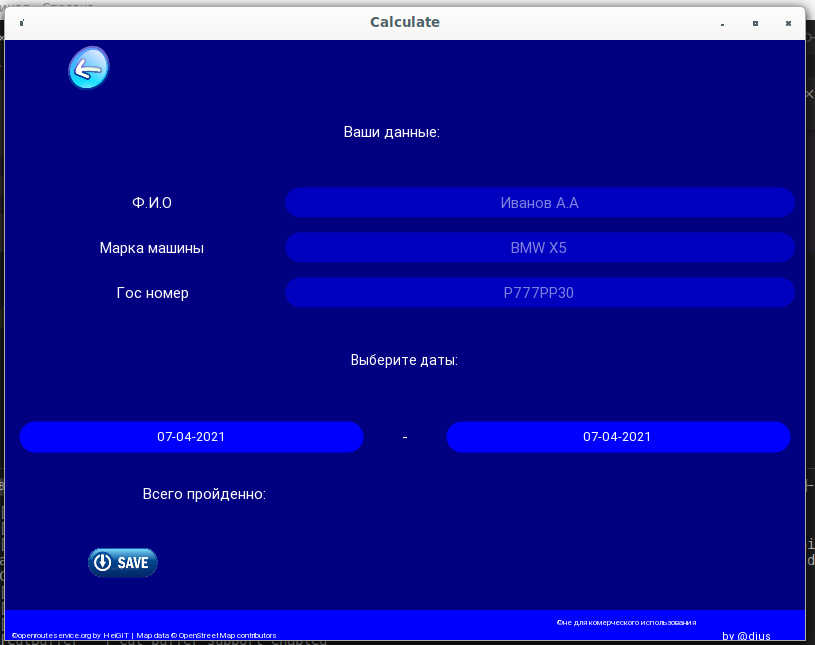 Calculate
Ваши данные:
Ф.И.О
Иванов А.А
Марка машины
BMW X5
Гос номер
Р777РР30
Выберите даты:
07-04-2021
-
07-04-2021
Всего пройденно:
SAVE
©не для комерческого использования
©openrouteservice.org by HeiGIT | Map data © OpenStreetMap contributors
by @djus